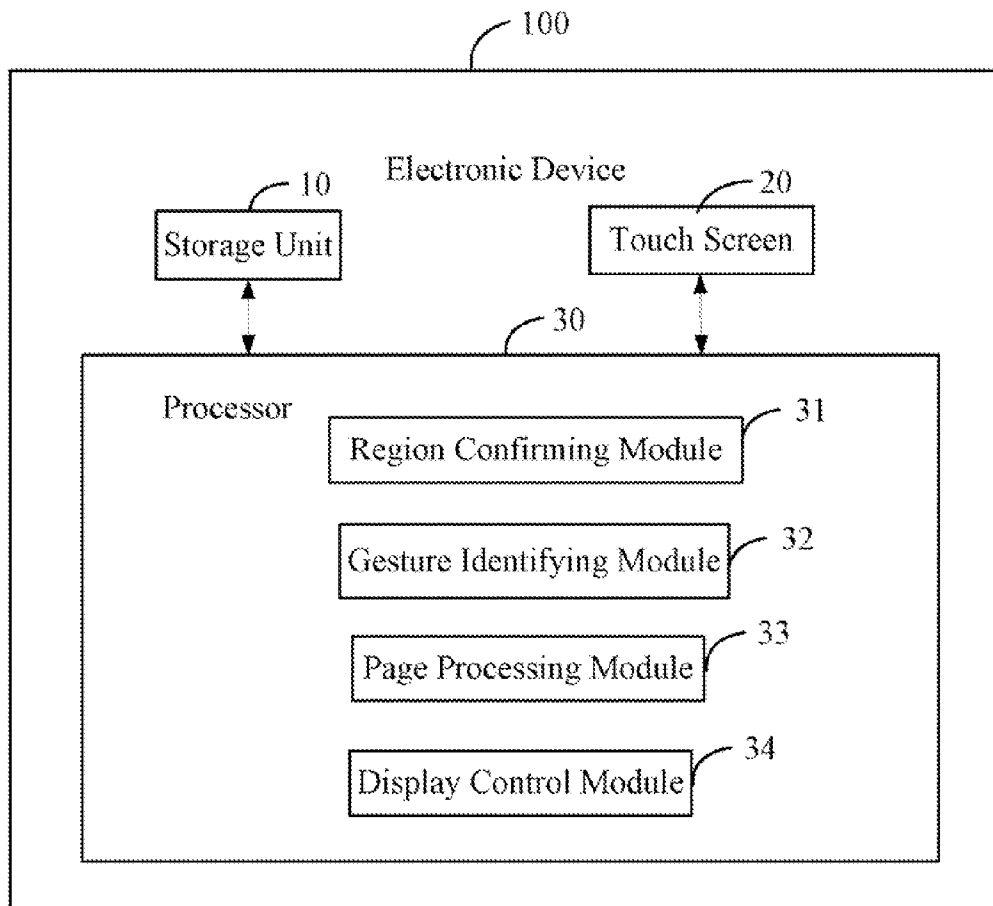 100
Electronic Device
10
20
Storage Unit
Touch Screen
30
Processor
31
Region Confirming Module
32
Gesture Identifying Module
33
Page Processing Module
34
Display Control Module